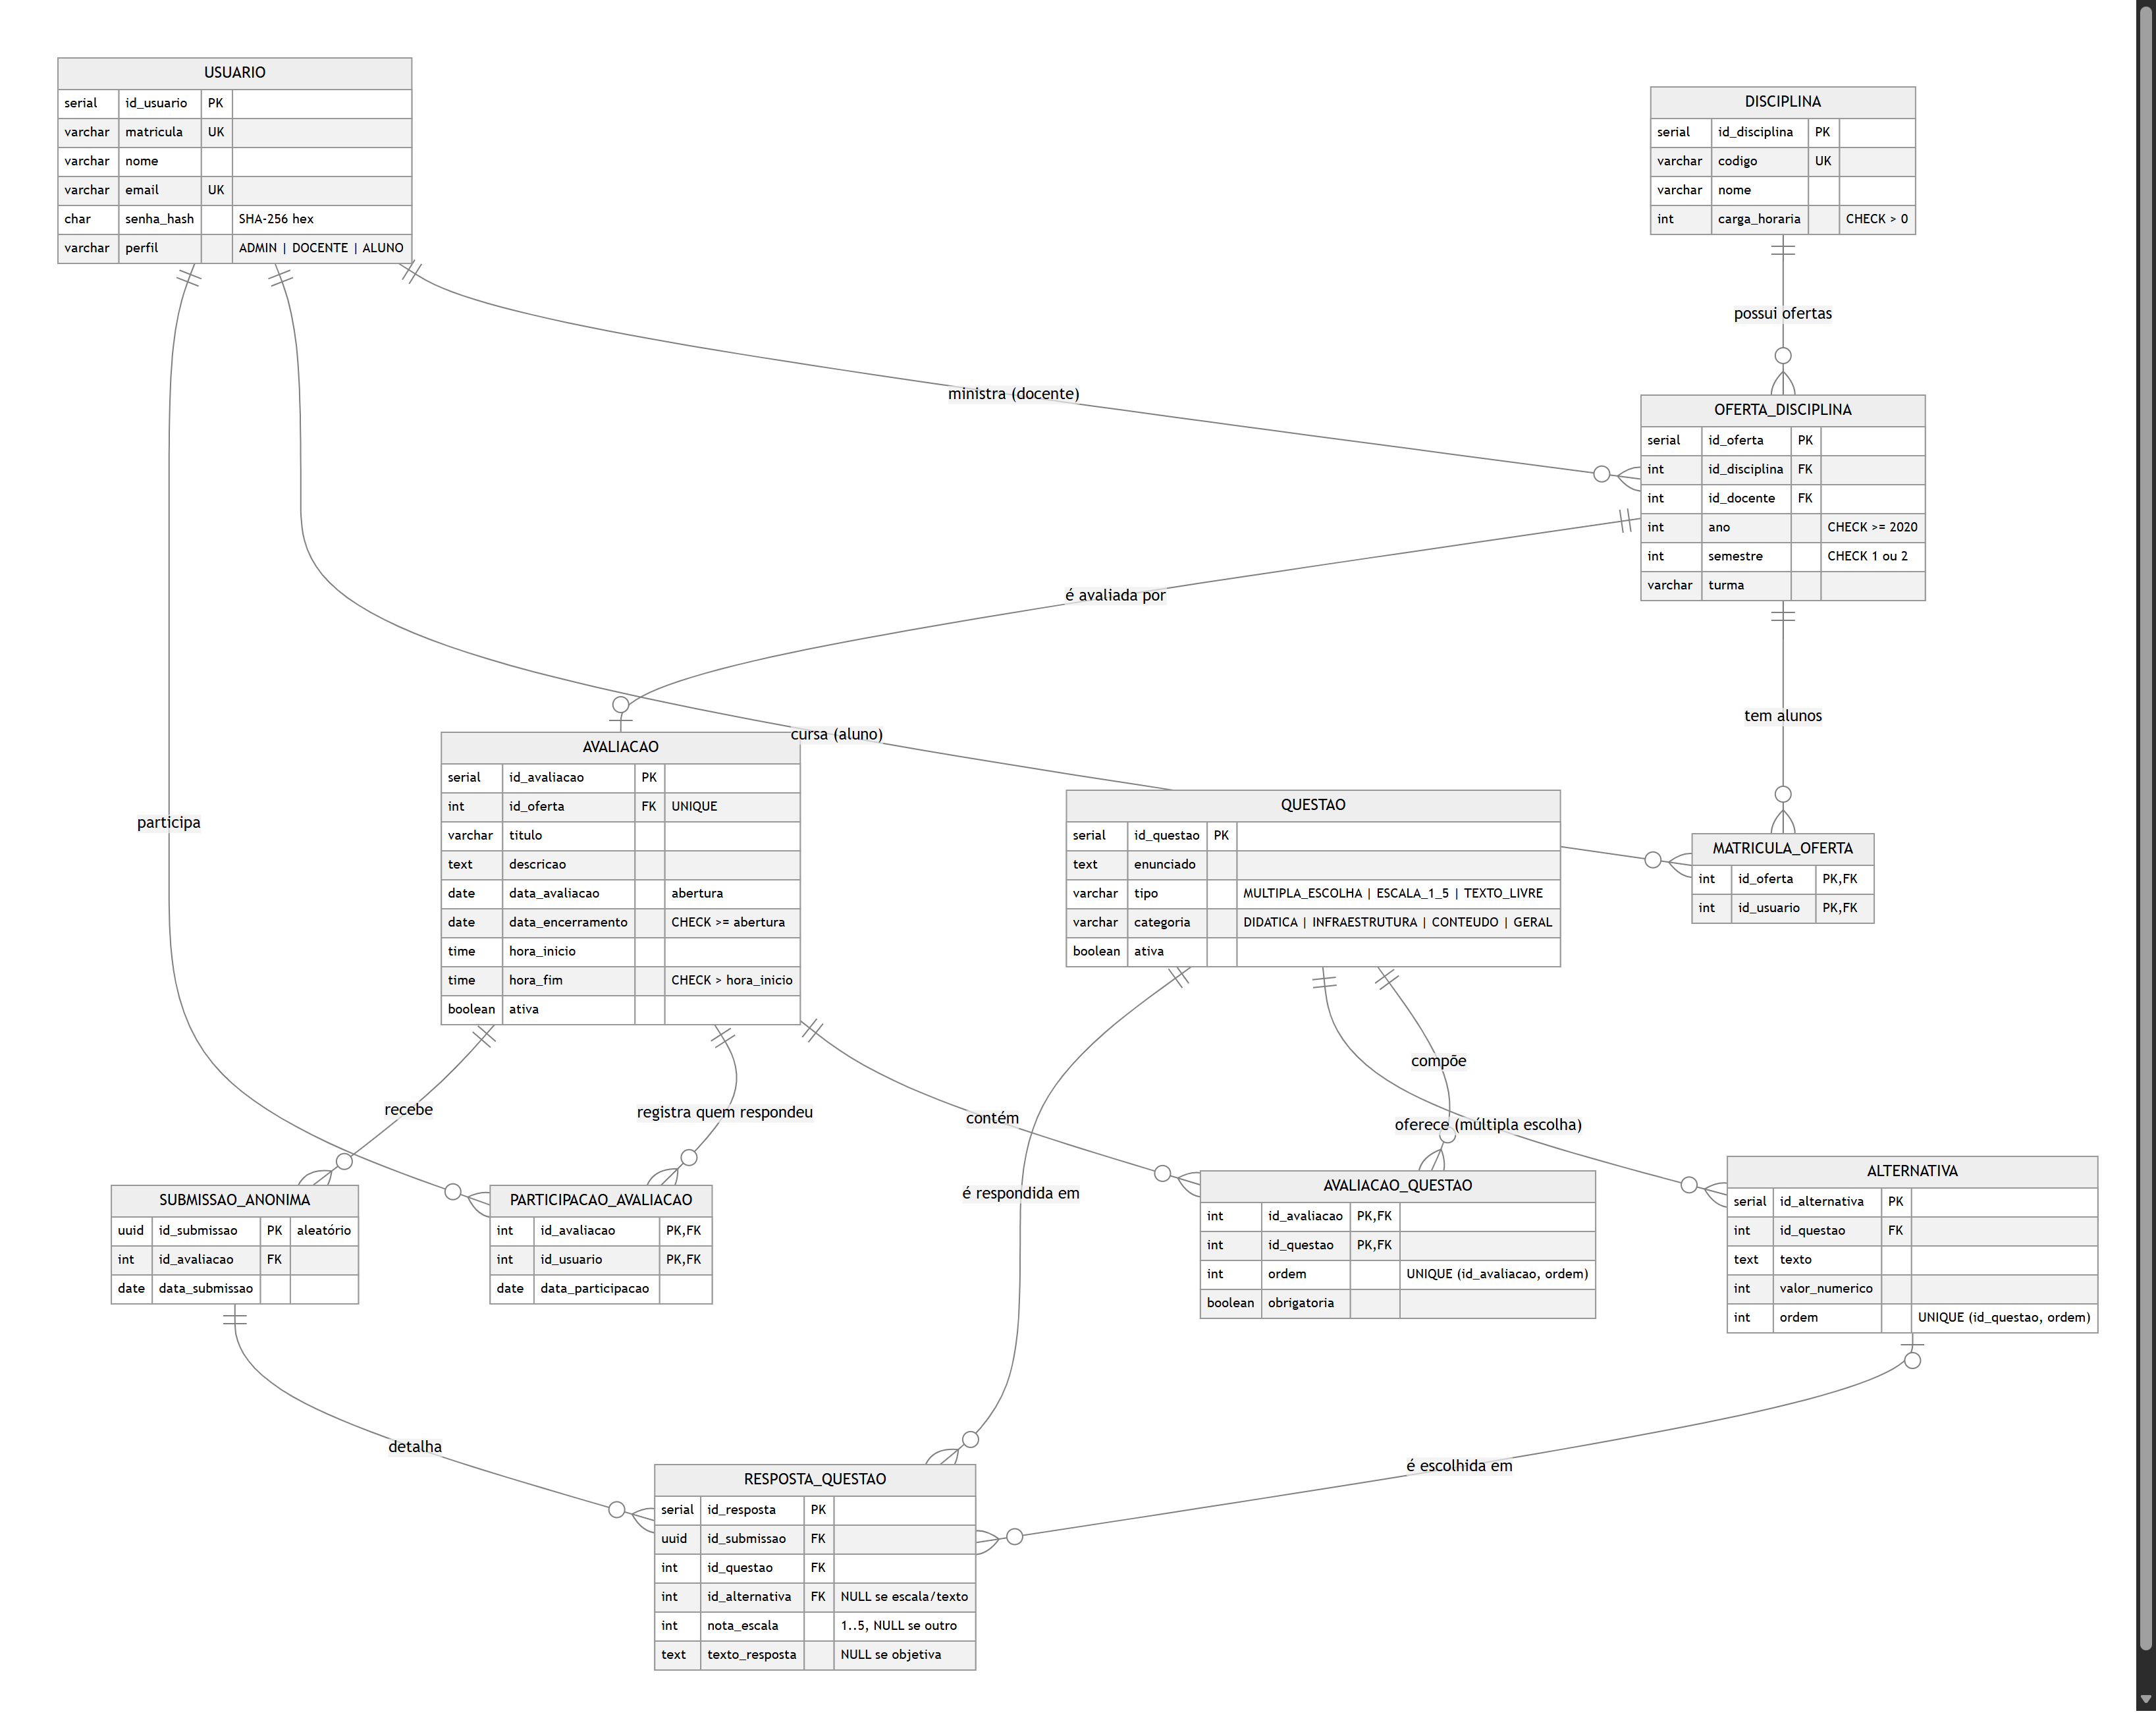 USUARIO
serial id_usuario PK
varchar matricula UK
varchar nome
varchar email UK
char senha_hash SHA-256 hex
varchar perfil ADMIN | DOCENTE | ALUNO
DISCIPLINA
serial id_disciplina PK
varchar codigo UK
varchar nome
int carga_horaria CHECK > 0
possui ofertas
ministra (docente)
OFERTA_DISCIPLINA
serial id_oferta PK
int id_disciplina FK
int id_docente FK
int ano CHECK >= 2020
int semestre CHECK 1 ou 2
varchar turma
é avaliada por
tem alunos
cursa (aluno)
participa
AVALIACAO
serial id_avaliacao PK
int id_oferta FK UNIQUE
varchar titulo
text descricao
date data_avaliacao abertura
date data_encerramento CHECK >= abertura
time hora_inicio
time hora_fim CHECK > hora_inicio
boolean ativa
QUESTAO
serial id_questao PK
text enunciado
varchar tipo MULTIPLA_ESCOLHA | ESCALA_1_5 | TEXTO_LIVRE
varchar categoria DIDATICA | INFRAESTRUTURA | CONTEUDO | GERAL
boolean ativa
MATRICULA_OFERTA
int id_oferta PK,FK
int id_usuario PK,FK
compõe
recebe
registra quem respondeu
contém
oferece (múltipla escolha)
é respondida em
SUBMISSAO_ANONIMA
uuid id_submissao PK aleatório
int id_avaliacao FK
date data_submissao
PARTICIPACAO_AVALIACAO
int id_avaliacao PK,FK
int id_usuario PK,FK
date data_participacao
AVALIACAO_QUESTAO
int id_avaliacao PK,FK
int id_questao PK,FK
int ordem UNIQUE (id_avaliacao, ordem)
boolean obrigatoria
ALTERNATIVA
serial id_alternativa PK
int id_questao FK
text texto
int valor_numerico
int ordem UNIQUE (id_questao, ordem)
detalha
é escolhida em
RESPOSTA_QUESTAO
serial id_resposta PK
uuid id_submissao FK
int id_questao FK
int id_alternativa FK NULL se escala/texto
int nota_escala 1..5, NULL se outro
text texto_resposta NULL se objetiva